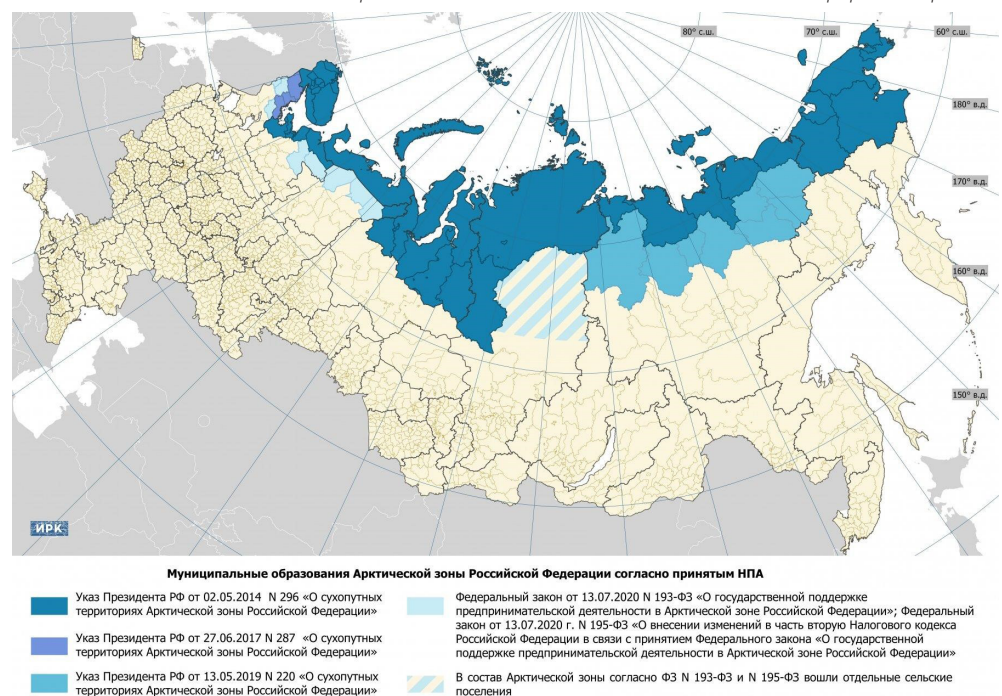 80° с.ш.
70° с.ш.
60° с.ш.
180° в.д.
170° в.д.
160° в.д.
150° в.д.
ИРК
Муниципальные образования Арктической зоны Российской Федерации согласно принятым НПА
Указ Президента РФ от 02.05.2014 N 296 «О сухопутных
территориях Арктической зоны Российской Федерации»
Указ Президента РФ от 27.06.2017 N 287 «О сухопутных
территориях Арктической зоны Российской Федерации»
Указ Президента РФ от 13.05.2019 N 220 «О сухопутных
территориях Арктической зоны Российской Федерации»
Федеральный закон от 13.07.2020 N 193-ФЗ «О государственной поддержке
предпринимательской деятельности в Арктической зоне Российской Федерации»; Федеральный
закон от 13.07.2020 г. N 195-ФЗ «О внесении изменений в часть вторую Налогового кодекса
Российской Федерации в связи с принятием Федерального закона «О государственной
поддержке предпринимательской деятельности в Арктической зоне Российской Федерации»
В состав Арктической зоны согласно ФЗ N 193-ФЗ и N 195-ФЗ вошли отдельные сельские
поселения